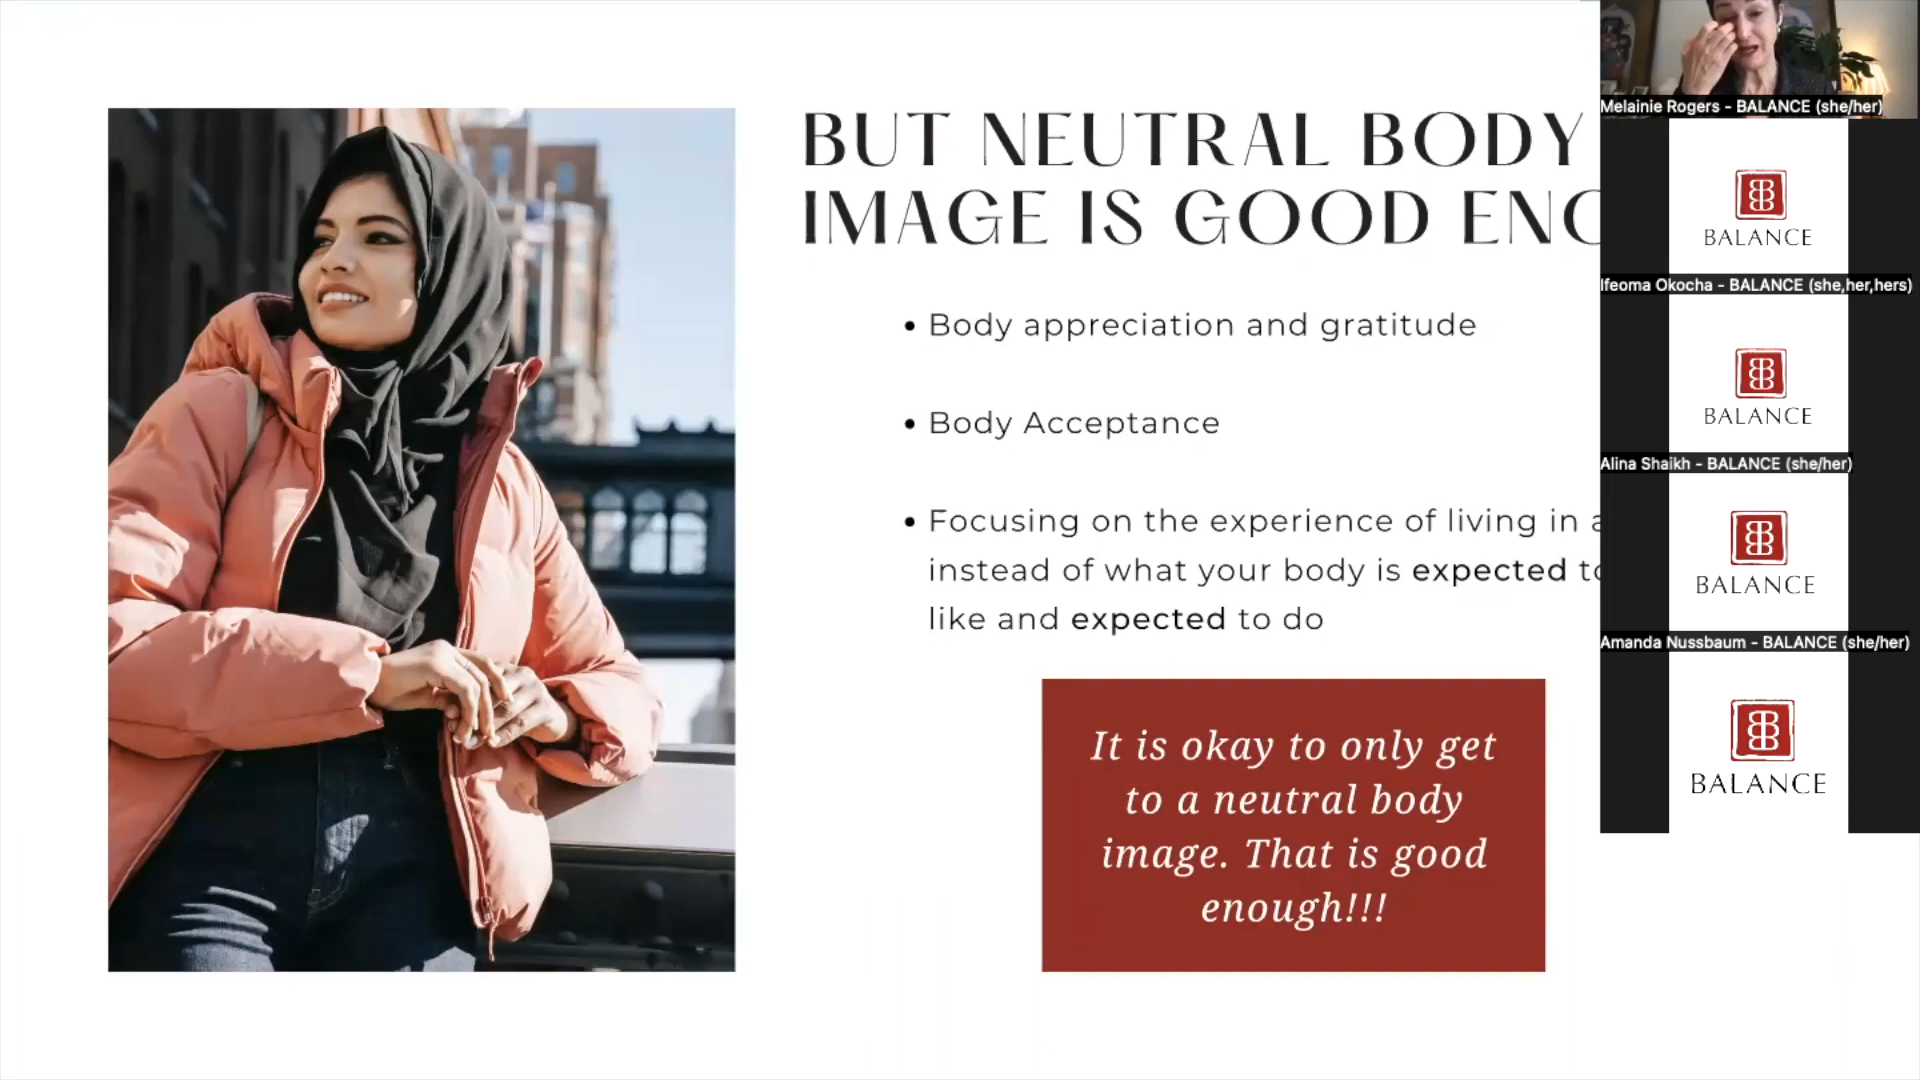 BUT NEUTRAL BODY
IMAGE IS GOOD
• Body appreciation and gratitude
• Body Acceptance
• Focusing on the experience of living in
instead of what your body is expected
like and expected to do
It is okay to only get
to a neutral body
image. That is good
enough!!!
Melainie Rogers - BALANCE (she/her)
BALANCE
Ifeoma Okocha - BALANCE (she,her,hers)
BALANCE
Alina Shaikh - BALANCE (she/her)
BALANCE
Amanda Nussbaum - BALANCE (she/her)
BALANCE